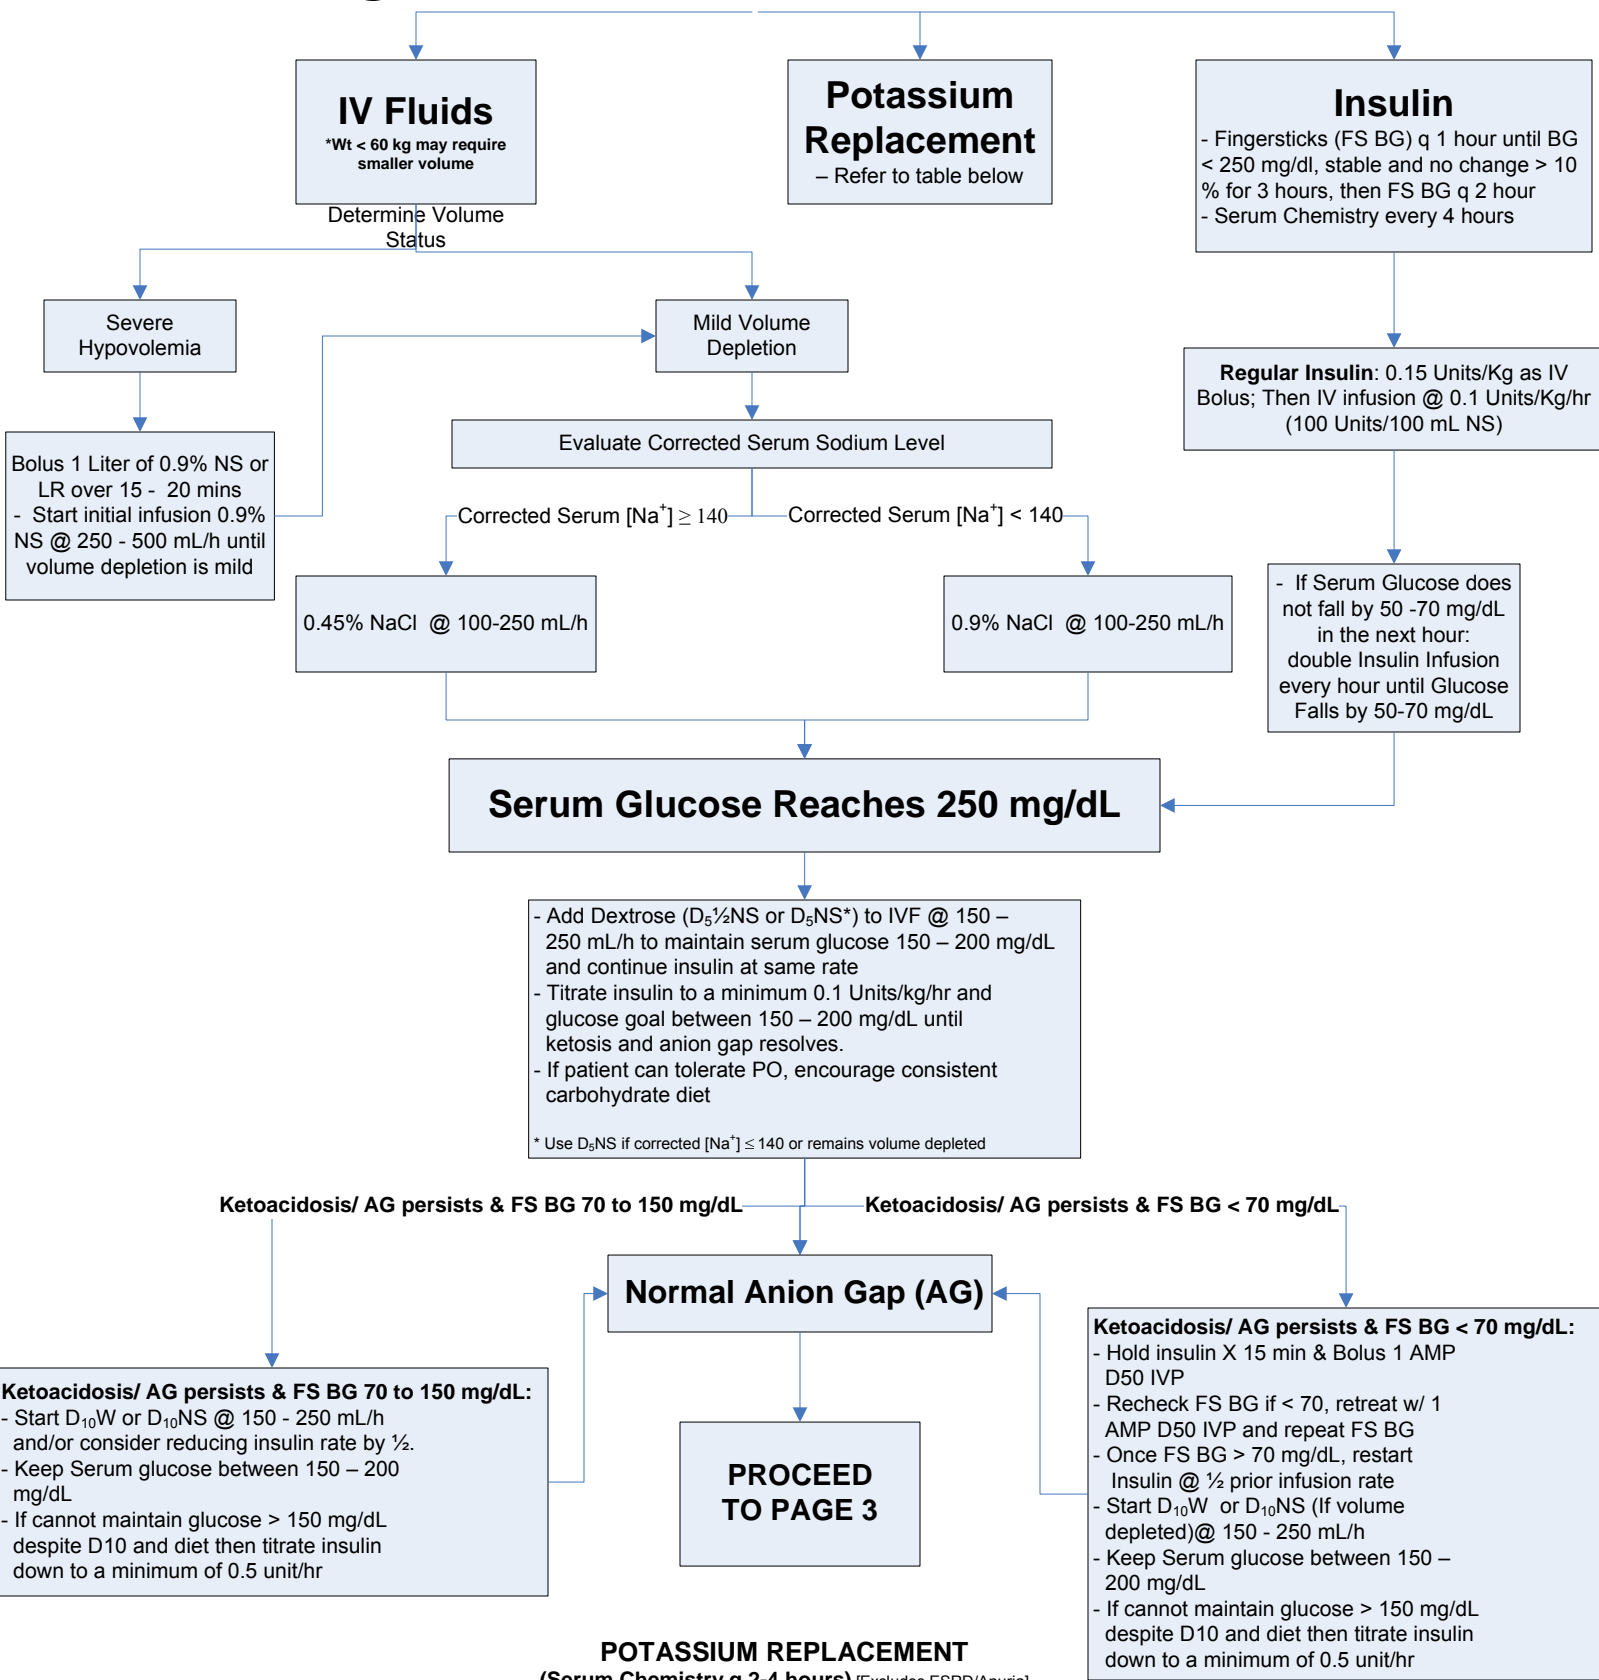 IV Fluids
*Wt < 60 kg may require
smaller volume
Potassium
Replacement
– Refer to table below
Insulin
- Fingersticks (FS BG) q 1 hour until BG
< 250 mg/dl, stable and no change > 10
% for 3 hours, then FS BG q 2 hour
- Serum Chemistry every 4 hours
Determine Volume
Status
Severe
Hypovolemia
Mild Volume
Depletion
Regular Insulin: 0.15 Units/Kg as IV
Bolus; Then IV infusion @ 0.1 Units/Kg/hr
(100 Units/100 mL NS)
Bolus 1 Liter of 0.9% NS or
LR over 15 - 20 mins
- Start initial infusion 0.9%
NS @ 250 - 500 mL/h until
volume depletion is mild
Evaluate Corrected Serum Sodium Level
Corrected Serum [Na⁺] ≥ 140
Corrected Serum [Na⁺] < 140
0.45% NaCl @ 100-250 mL/h
0.9% NaCl @ 100-250 mL/h
- If Serum Glucose does
not fall by 50 -70 mg/dL
in the next hour:
double Insulin Infusion
every hour until Glucose
Falls by 50-70 mg/dL
Serum Glucose Reaches 250 mg/dL
- Add Dextrose (D₅½NS or D₅NS*) to IVF @ 150 –
250 mL/h to maintain serum glucose 150 – 200 mg/dL
and continue insulin at same rate
- Titrate insulin to a minimum 0.1 Units/kg/hr and
glucose goal between 150 – 200 mg/dL until
ketosis and anion gap resolves.
- If patient can tolerate PO, encourage consistent
carbohydrate diet
* Use D₅NS if corrected [Na⁺] ≤ 140 or remains volume depleted
Ketoacidosis/ AG persists & FS BG 70 to 150 mg/dL
Ketoacidosis/ AG persists & FS BG < 70 mg/dL
Normal Anion Gap (AG)
Ketoacidosis/ AG persists & FS BG 70 to 150 mg/dL:
- Start D₁₀W or D₁₀NS @ 150 - 250 mL/h
and/or consider reducing insulin rate by ½.
- Keep Serum glucose between 150 – 200
mg/dL
- If cannot maintain glucose > 150 mg/dL
despite D10 and diet then titrate insulin
down to a minimum of 0.5 unit/hr
PROCEED
TO PAGE 3
Ketoacidosis/ AG persists & FS BG < 70 mg/dL:
- Hold insulin X 15 min & Bolus 1 AMP
D50 IVP
- Recheck FS BG if < 70, retreat w/ 1
AMP D50 IVP and repeat FS BG
- Once FS BG > 70 mg/dL, restart
Insulin @ ½ prior infusion rate
- Start D₁₀W or D₁₀NS (If volume
depleted)@ 150 - 250 mL/h
- Keep Serum glucose between 150 –
200 mg/dL
- If cannot maintain glucose > 150 mg/dL
despite D10 and diet then titrate insulin
down to a minimum of 0.5 unit/hr
POTASSIUM REPLACEMENT
(Serum Chemistry q 2-4 hours) [Excludes ESRD/Anuria]